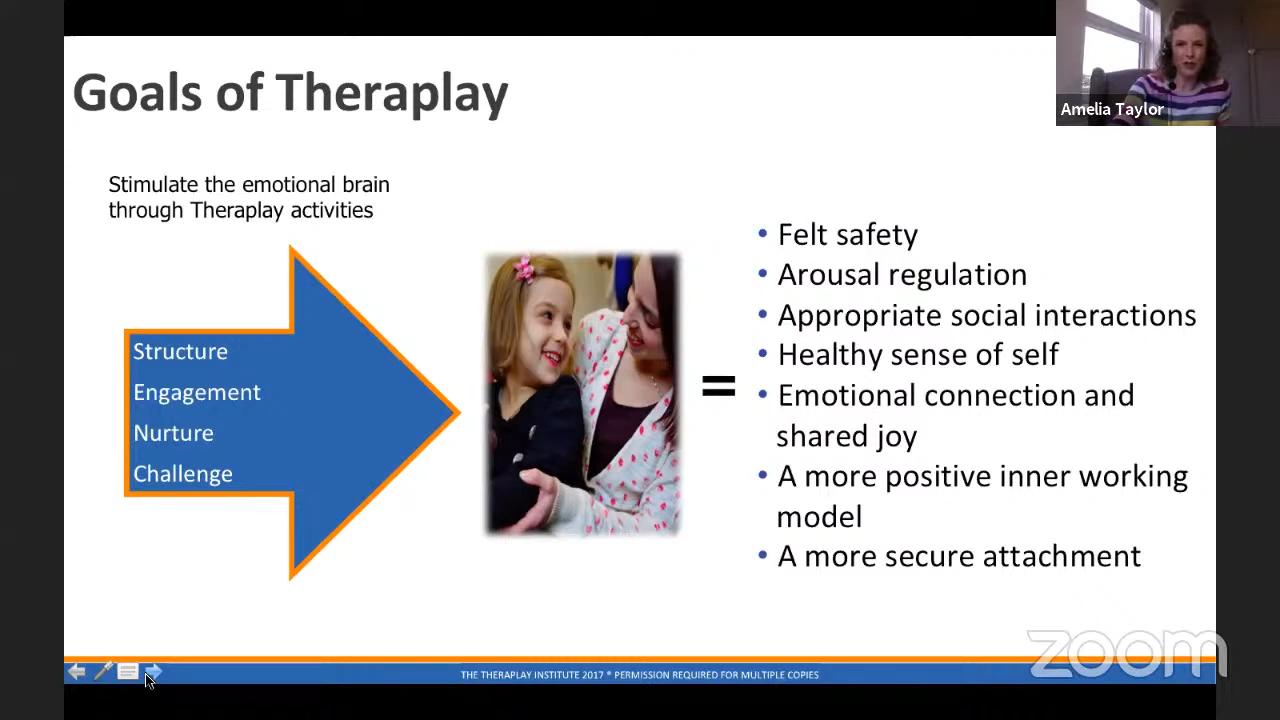 Goals of Theraplay
Amelia Taylor
Stimulate the emotional brain
through Theraplay activities
Structure
Engagement
Nurture
Challenge
=
• Felt safety
• Arousal regulation
• Appropriate social interactions
• Healthy sense of self
• Emotional connection and
shared joy
• A more positive inner working
model
• A more secure attachment
zoom
THE THERAPLAY INSTITUTE 2017 * PERMISSION REQUIRED FOR MULTIPLE COPIES